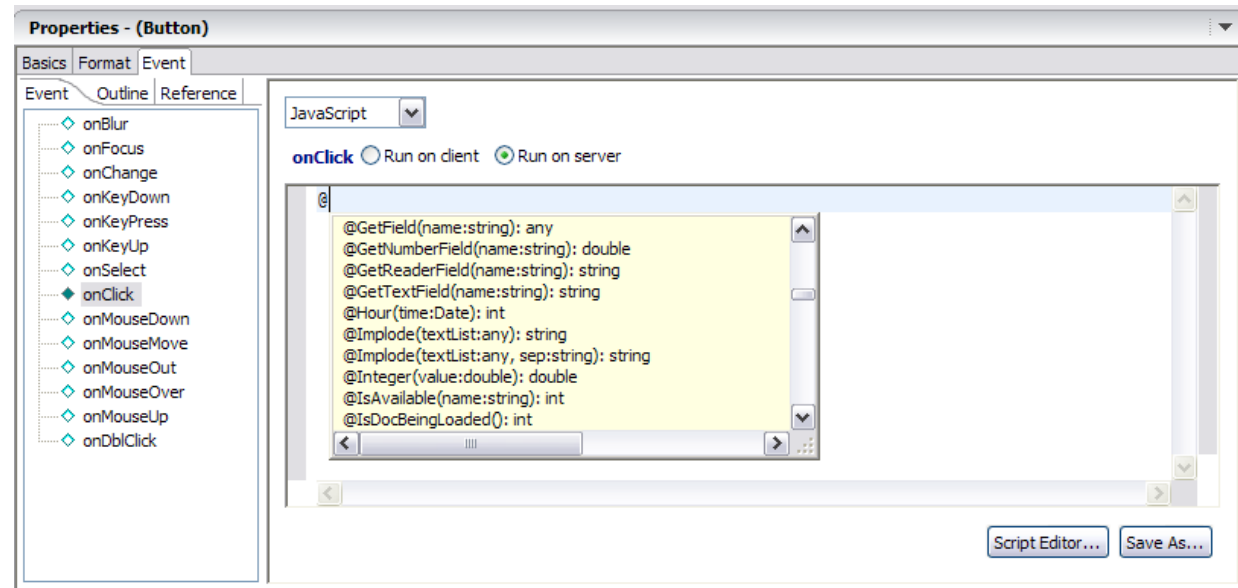 Properties - (Button)
Basics Format Event
Event Outline Reference
onBlur
onFocus
onChange
onKeyDown
onKeyPress
onKeyUp
onSelect
onClick
onMouseDown
onMouseMove
onMouseOut
onMouseOver
onMouseUp
onDblClick
JavaScript
onClick Run on client Run on server
@
@GetField(name:string): any
@GetNumberField(name:string): double
@GetReaderField(name:string): string
@GetTextField(name:string): string
@Hour(time:Date): int
@Implode(textList:any): string
@Implode(textList:any, sep:string): string
@Integer(value:double): double
@IsAvailable(name:string): int
@IsDocBeingLoaded(): int
Script Editor... Save As...